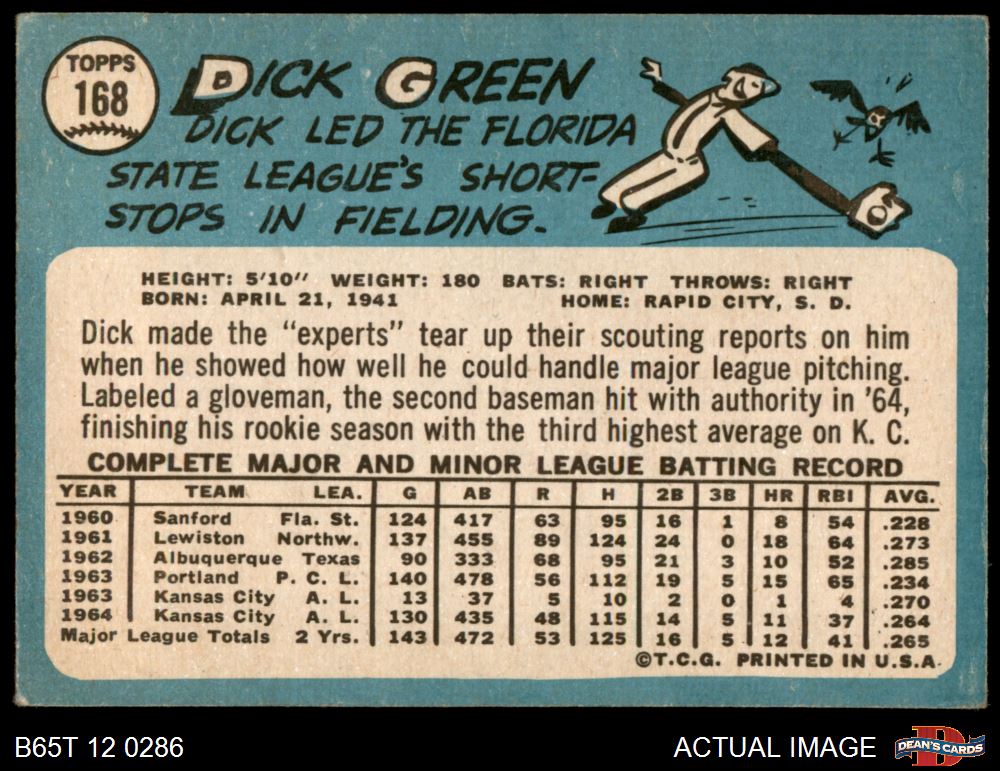 TOPPS
168
DICK GREEN
DICK LED THE FLORIDA
STATE LEAGUE'S SHORT-
STOPS IN FIELDING.
HEIGHT: 5'10" WEIGHT: 180 BATS: RIGHT THROWS: RIGHT
BORN: APRIL 21, 1941 HOME: RAPID CITY, S. D.
Dick made the "experts" tear up their scouting reports on him
when he showed how well he could handle major league pitching.
Labeled a gloveman, the second baseman hit with authority in '64,
finishing his rookie season with the third highest average on K. C.
COMPLETE MAJOR AND MINOR LEAGUE BATTING RECORD
YEAR TEAM LEA. G AB R H 2B 3B HR RBI AVG.
1960 Sanford Fla. St. 124 417 63 95 16 1 8 54 .228
1961 Lewiston Northw. 137 455 89 124 24 0 18 64 .273
1962 Albuquerque Texas 90 333 68 95 21 3 10 52 .285
1963 Portland P. C. L. 140 478 56 112 19 5 15 65 .234
1963 Kansas City A. L. 13 37 5 10 2 0 1 4 .270
1964 Kansas City A. L. 130 435 48 115 14 5 11 37 .264
Major League Totals 2 Yrs. 143 472 53 125 16 5 12 41 .265
©T.C.G. PRINTED IN U.S.A.
B65T 12 0286 ACTUAL IMAGE DEAN'S CARDS